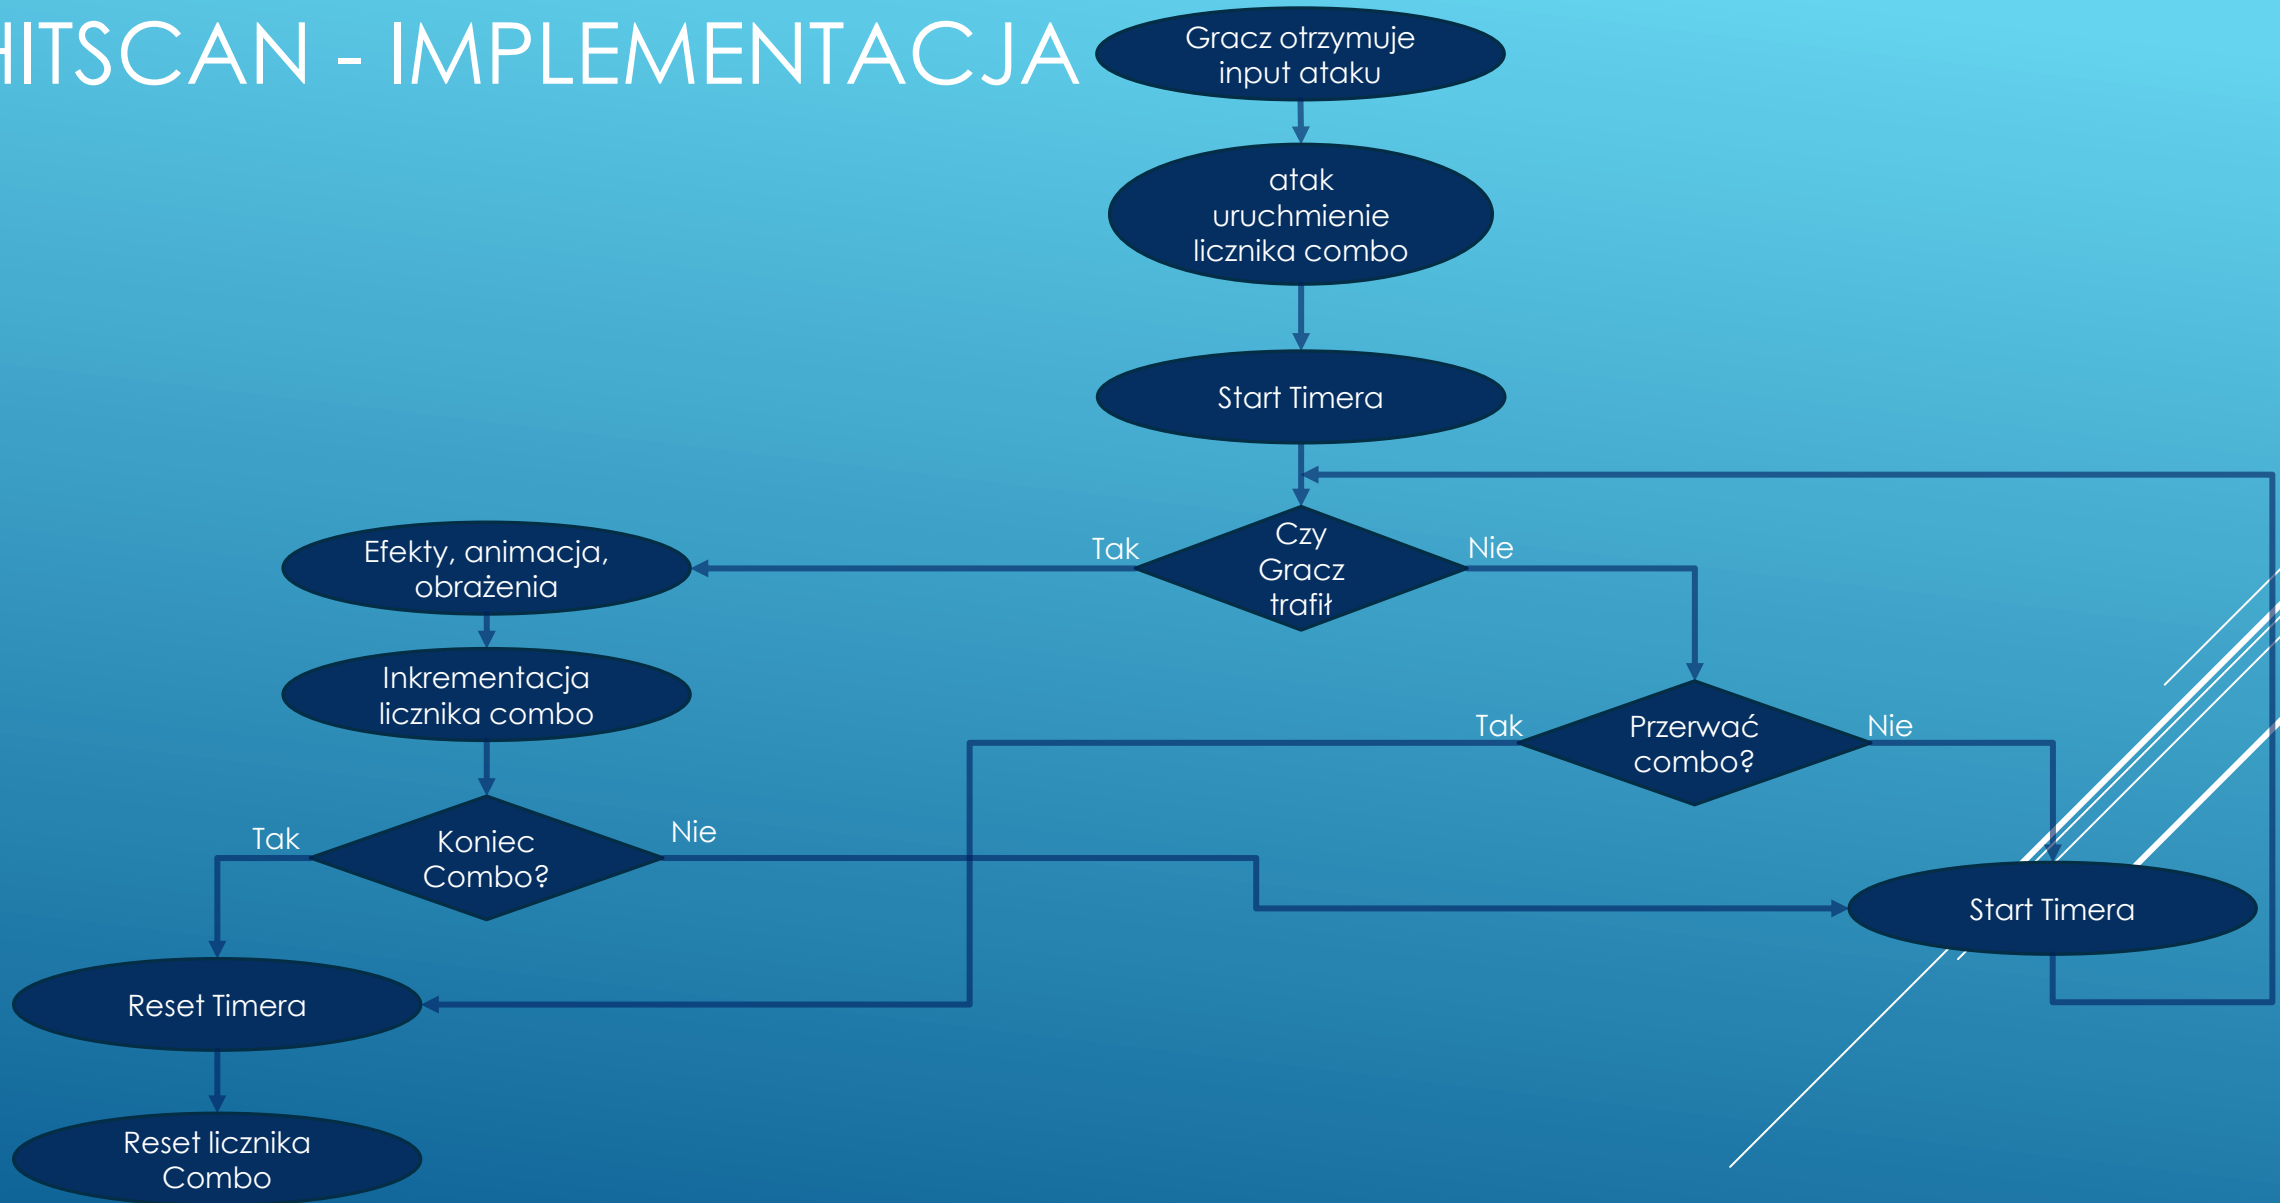 HITSCAN - IMPLEMENTACJA
Gracz otrzymuje
input ataku
atak
uruchmienie
licznika combo
Start Timera
Czy
Gracz
trafił
Tak
Nie
Efekty, animacja,
obrażenia
Inkrementacja
licznika combo
Przerwać
combo?
Tak
Nie
Koniec
Combo?
Tak
Nie
Start Timera
Reset Timera
Reset licznika
Combo